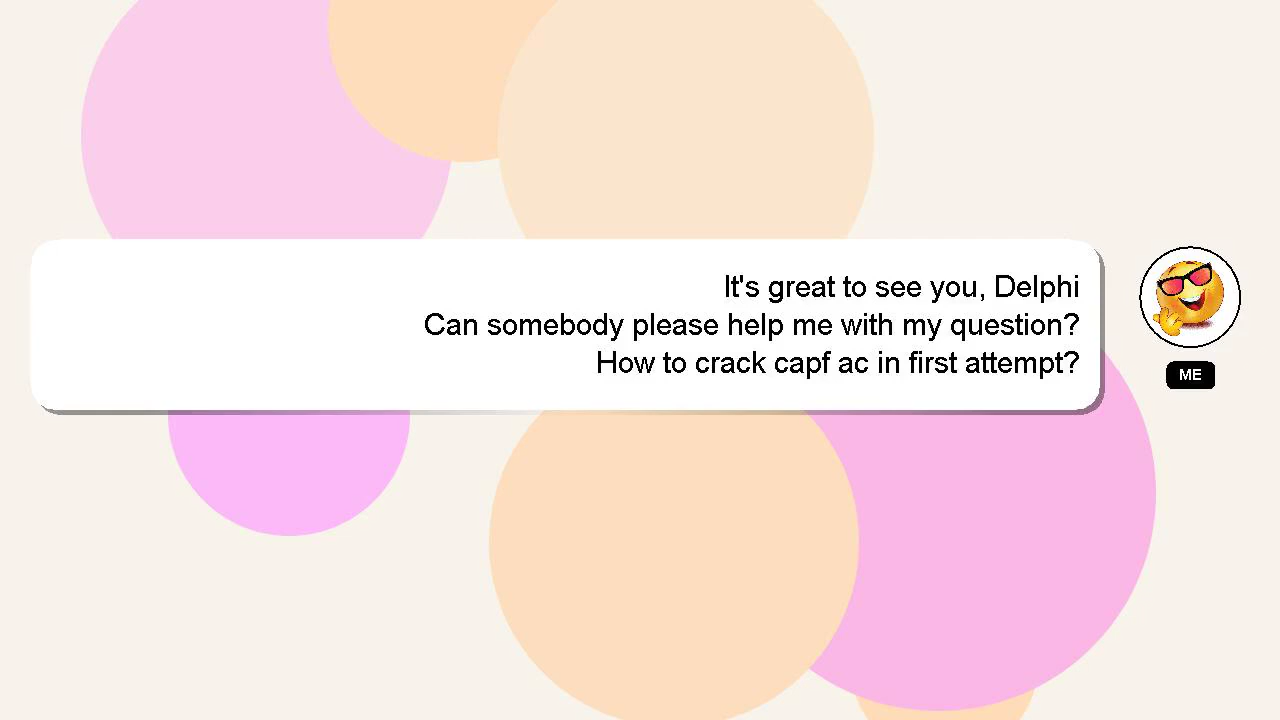 It's great to see you, Delphi
Can somebody please help me with my question?
How to crack capf ac in first attempt?
ME